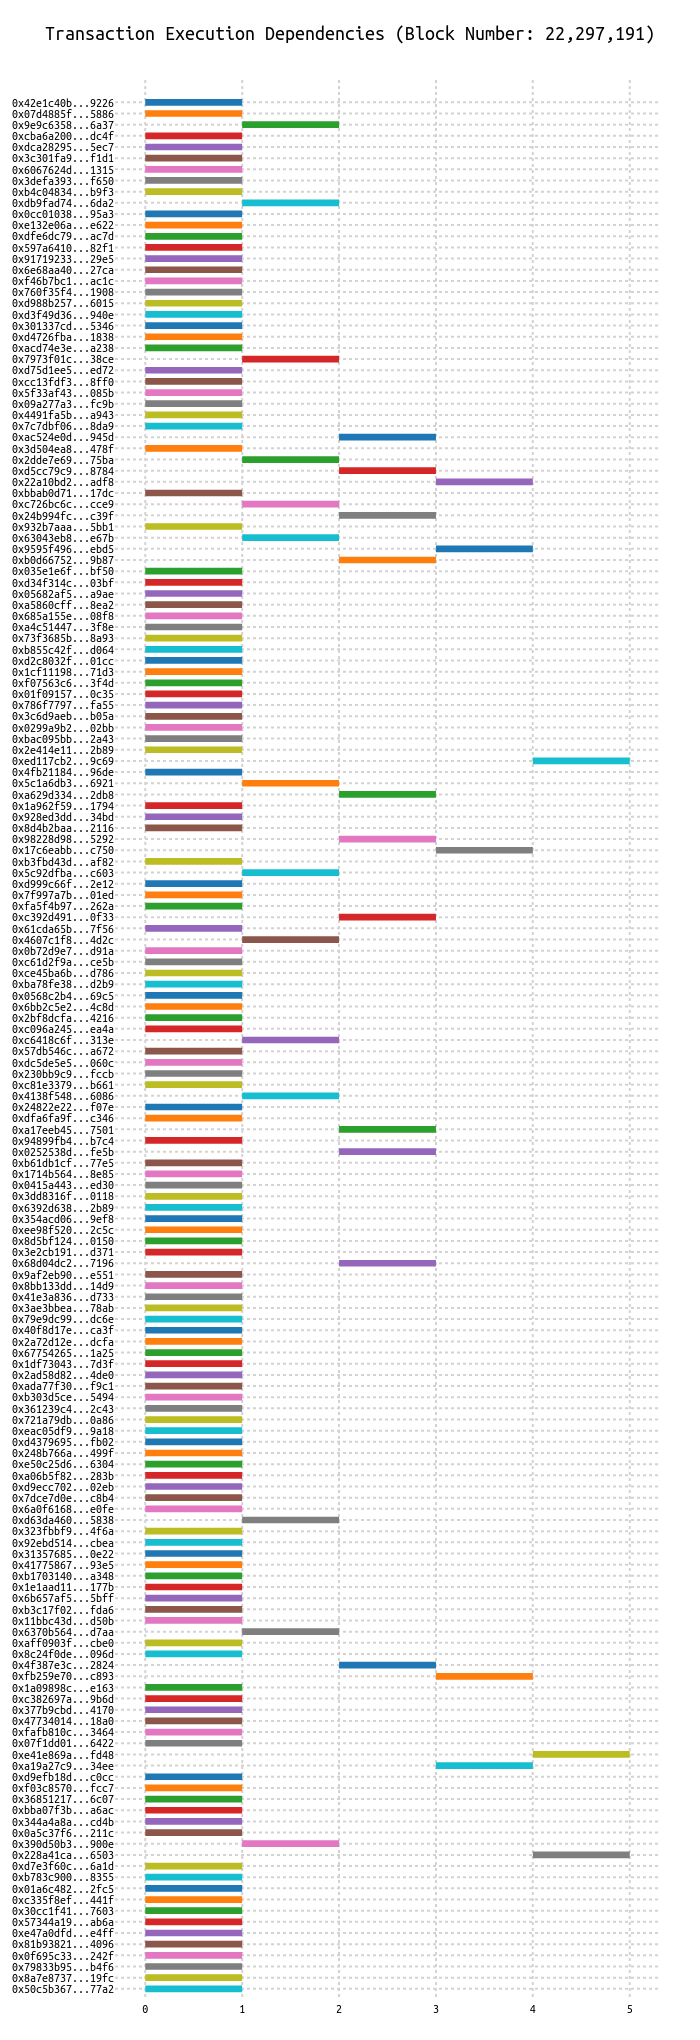 Transaction Execution Dependencies (Block Number: 22,297,191)
0x42e1c40b...9226
0x07d4885f...5886
0x9e9c6358...6a37
0xcba6a200...dc4f
0xdca28295...5ec7
0x3c301fa9...f1d1
0x6067624d...1315
0x3defa393...f650
0xb4c04834...b9f3
0xdb9fad74...6da2
0x0cc01038...95a3
0xe132e06a...e622
0xdfe6dc79...ac7d
0x597a6410...82f1
0x91719233...29e5
0x6e68aa40...27ca
0xf46b7bc1...ac1c
0x760f35f4...1908
0xd988b257...6015
0xd3f49d36...940e
0x301337cd...5346
0xd4726fba...1838
0xacd74e3e...a238
0x7973f01c...38ce
0xd75d1ee5...ed72
0xcc13fdf3...8ff0
0x5f33af43...085b
0x09a277a3...fc9b
0x4491fa5b...a943
0x7c7dbf06...8da9
0xac524e0d...945d
0x3d504ea8...478f
0x2dde7e69...75ba
0xd5cc79c9...8784
0x22a10bd2...adf8
0xbbab0d71...17dc
0xc726bc6c...cce9
0x24b994fc...c39f
0x932b7aaa...5bb1
0x63043eb8...e67b
0x9595f496...ebd5
0xb0d66752...9b87
0x035e1e6f...bf50
0xd34f314c...03bf
0x05682af5...a9ae
0xa5860cff...8ea2
0x685a155e...08f8
0xa4c51447...3f8e
0x73f3685b...8a93
0xb855c42f...d064
0xd2c8032f...01cc
0x1cf11198...71d3
0xf07563c6...3f4d
0x01f09157...0c35
0x786f7797...fa55
0x3c6d9aeb...b05a
0x0299a9b2...02bb
0xbac095bb...2a43
0x2e414e11...2b89
0xed117cb2...9c69
0x4fb21184...96de
0x5c1a6db3...6921
0xa629d334...2db8
0x1a962f59...1794
0x928ed3dd...34bd
0x8d4b2baa...2116
0x98228d98...5292
0x17c6eabb...c750
0xb3fbd43d...af82
0x5c92dfba...c603
0xd999c66f...2e12
0x7f997a7b...01ed
0xfa5f4b97...262a
0xc392d491...0f33
0x61cda65b...7f56
0x4607c1f8...4d2c
0x0b72d9e7...d91a
0xc61d2f9a...ce5b
0xce45ba6b...d786
0xba78fe38...d2b9
0x0568c2b4...69c5
0x6bb2c5e2...4c8d
0x2bf8dcfa...4216
0xc096a245...ea4a
0xc6418c6f...313e
0x57db546c...a672
0xdc5de5e5...060c
0x230bb9c9...fccb
0xc81e3379...b661
0x4138f548...6086
0x24822e22...f07e
0xdfa6fa9f...c346
0xa17eeb45...7501
0x94899fb4...b7c4
0x0252538d...fe5b
0xb61db1cf...77e5
0x1714b564...8e85
0x0415a443...ed30
0x3dd8316f...0118
0x6392d638...2b89
0x354acd06...9ef8
0xee98f520...2c5c
0x8d5bf124...0150
0x3e2cb191...d371
0x68d04dc2...7196
0x9af2eb90...e551
0x8bb133dd...14d9
0x41e3a836...d733
0x3ae3bbea...78ab
0x79e9dc99...dc6e
0x40f8d17e...ca3f
0x2a72d12e...dcfa
0x67754265...1a25
0x1df73043...7d3f
0x2ad58d82...4de0
0xada77f30...f9c1
0xb303d5ce...5494
0x361239c4...2c43
0x721a79db...0a86
0xeac05df9...9a18
0xd4379695...fb02
0x248b766a...499f
0xe50c25d6...6304
0xa06b5f82...283b
0xd9ecc702...02eb
0x7dce7d0e...c8b4
0x6a0f6168...e0fe
0xd63da460...5838
0x323fbbf9...4f6a
0x92ebd514...cbea
0x31357685...0e22
0x41775867...93e5
0xb1703140...a348
0x1e1aad11...177b
0x6b657af5...5bff
0xb3c17f02...fda6
0x11bbc43d...d50b
0x6370b564...d7aa
0xaff0903f...cbe0
0x8c24f0de...096d
0x4f387e3c...2824
0xfb259e70...c893
0x1a09898c...e163
0xc382697a...9b6d
0x377b9cbd...4170
0x47734014...18a0
0xfafb810c...3464
0x07f1dd01...6422
0xe41e869a...fd48
0xa19a27c9...34ee
0xd9efb18d...c0cc
0xf03c8570...fcc7
0x36851217...6c07
0xbba07f3b...a6ac
0x344a4a8a...cd4b
0x0a5c37f6...211c
0x390d50b3...900e
0x228a41ca...6503
0xd7e3f60c...6a1d
0xb783c900...8355
0x01a6c482...2fc5
0xc335f8ef...441f
0x30cc1f41...7603
0x57344a19...ab6a
0xe47a0dfd...e4ff
0x81b93821...4096
0x0f695c33...242f
0x79833b95...b4f6
0x8a7e8737...19fc
0x50c5b367...77a2
0 1 2 3 4 5